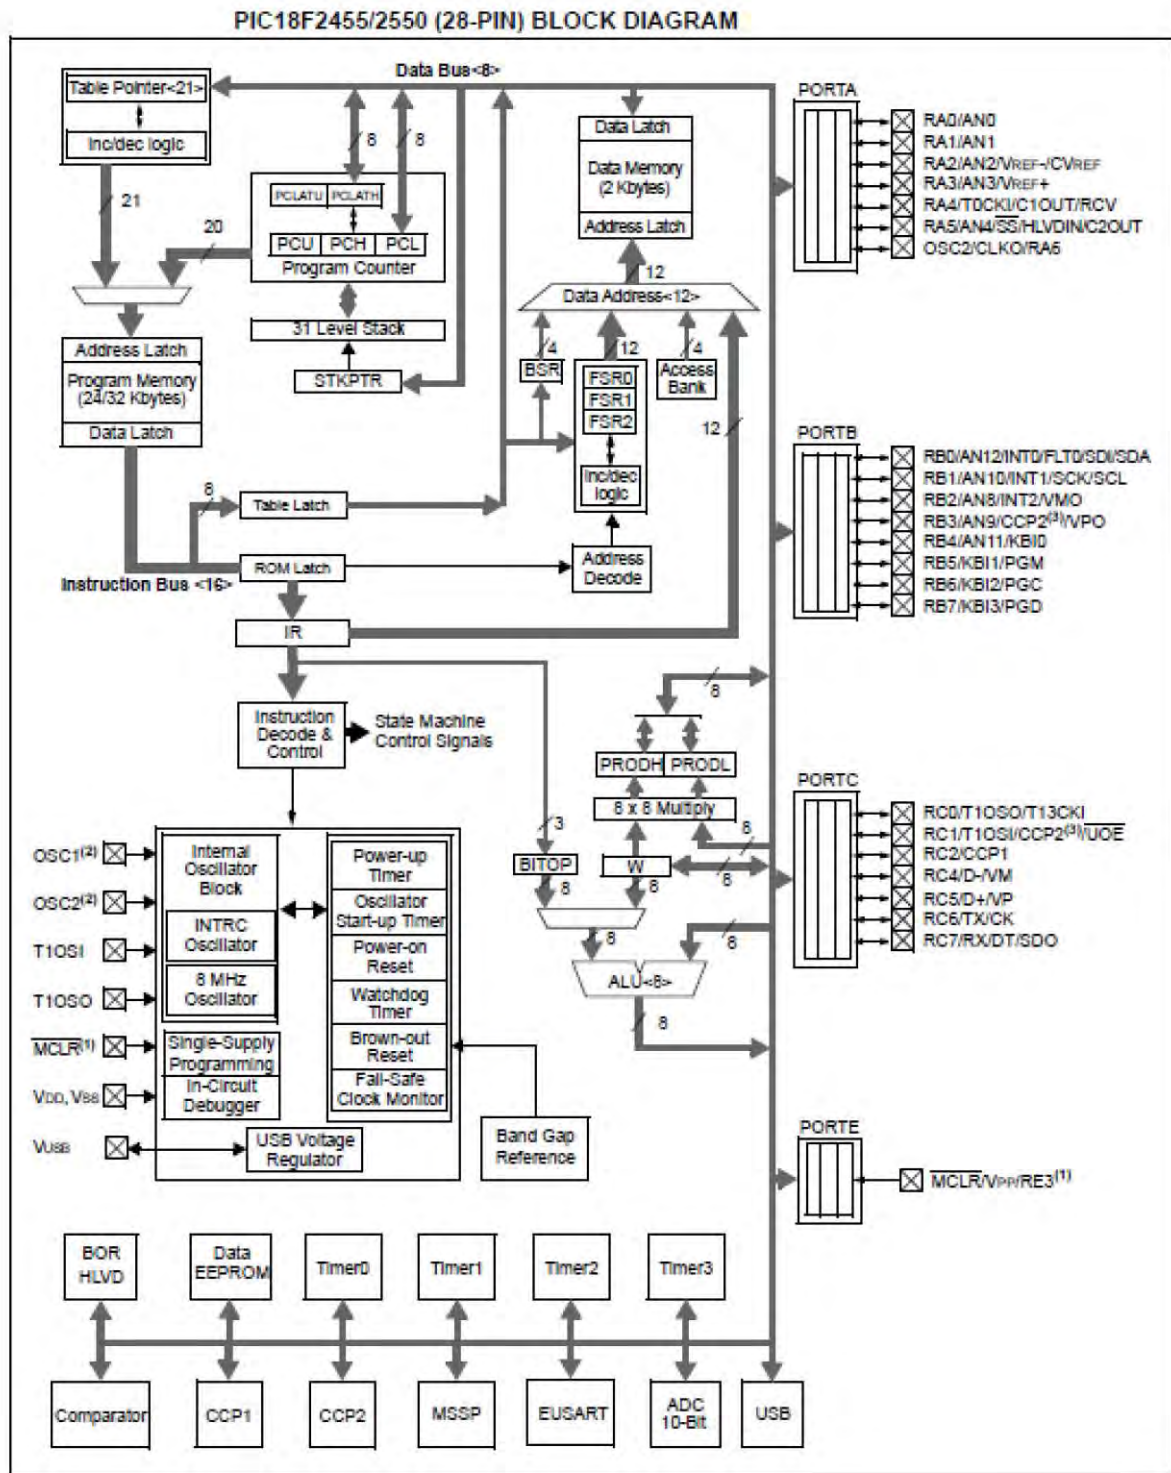 PIC18F2455/2550 (28-PIN) BLOCK DIAGRAM
Data Bus<8>
Table Pointer<21>
inc/dec logic
21
20
8
8
PCLATU PCLATH
PCU PCH PCL
Program Counter
31 Level Stack
STKPTR
Address Latch
Program Memory
(24/32 Kbytes)
Data Latch
8
Table Latch
ROM Latch
Instruction Bus <16>
IR
Data Latch
Data Memory
(2 Kbytes)
Address Latch
12
Data Address<12>
4
12
4
BSR
FSR0
FSR1
FSR2
Access
Bank
12
inc/dec
logic
Address
Decode
Instruction
Decode &
Control
State Machine
Control Signals
8
PRODH PRODL
8 x 8 Multiply
3
8
BITOP
W
8
8
8
8
8
ALU<8>
8
OSC1(2)
OSC2(2)
T1OSI
T1OSO
MCLR(1)
VDD, VSS
VUSB
Internal
Oscillator
Block
INTRC
Oscillator
8 MHz
Oscillator
Single-Supply
Programming
In-Circuit
Debugger
USB Voltage
Regulator
Power-up
Timer
Oscillator
Start-up Timer
Power-on
Reset
Watchdog
Timer
Brown-out
Reset
Fail-Safe
Clock Monitor
Band Gap
Reference
PORTA
RA0/AN0
RA1/AN1
RA2/AN2/VREF-/CVREF
RA3/AN3/VREF+
RA4/T0CKI/C1OUT/RCV
RA5/AN4/SS/HLVDIN/C2OUT
OSC2/CLKO/RA6
PORTB
RB0/AN12/INT0/FLT0/SDI/SDA
RB1/AN10/INT1/SCK/SCL
RB2/AN8/INT2/VMO
RB3/AN9/CCP2(3)/VPO
RB4/AN11/KBI0
RB5/KBI1/PGM
RB6/KBI2/PGC
RB7/KBI3/PGD
PORTC
RC0/T1OSO/T13CKI
RC1/T1OSI/CCP2(3)/UOE
RC2/CCP1
RC4/D-/VM
RC5/D+/VP
RC6/TX/CK
RC7/RX/DT/SDO
PORTE
MCLR/VPP/RE3(1)
BOR
HLVD
Data
EEPROM
Timer0
Timer1
Timer2
Timer3
Comparator
CCP1
CCP2
MSSP
EUSART
ADC
10-Bit
USB